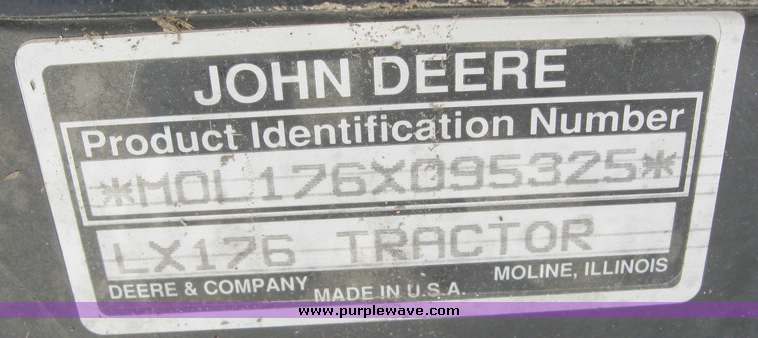 JOHN DEERE
Product Identification Number
*M0L176X095325*
LX176 TRACTOR
DEERE & COMPANY MADE IN U.S.A. MOLINE, ILLINOIS
www.purplewave.com